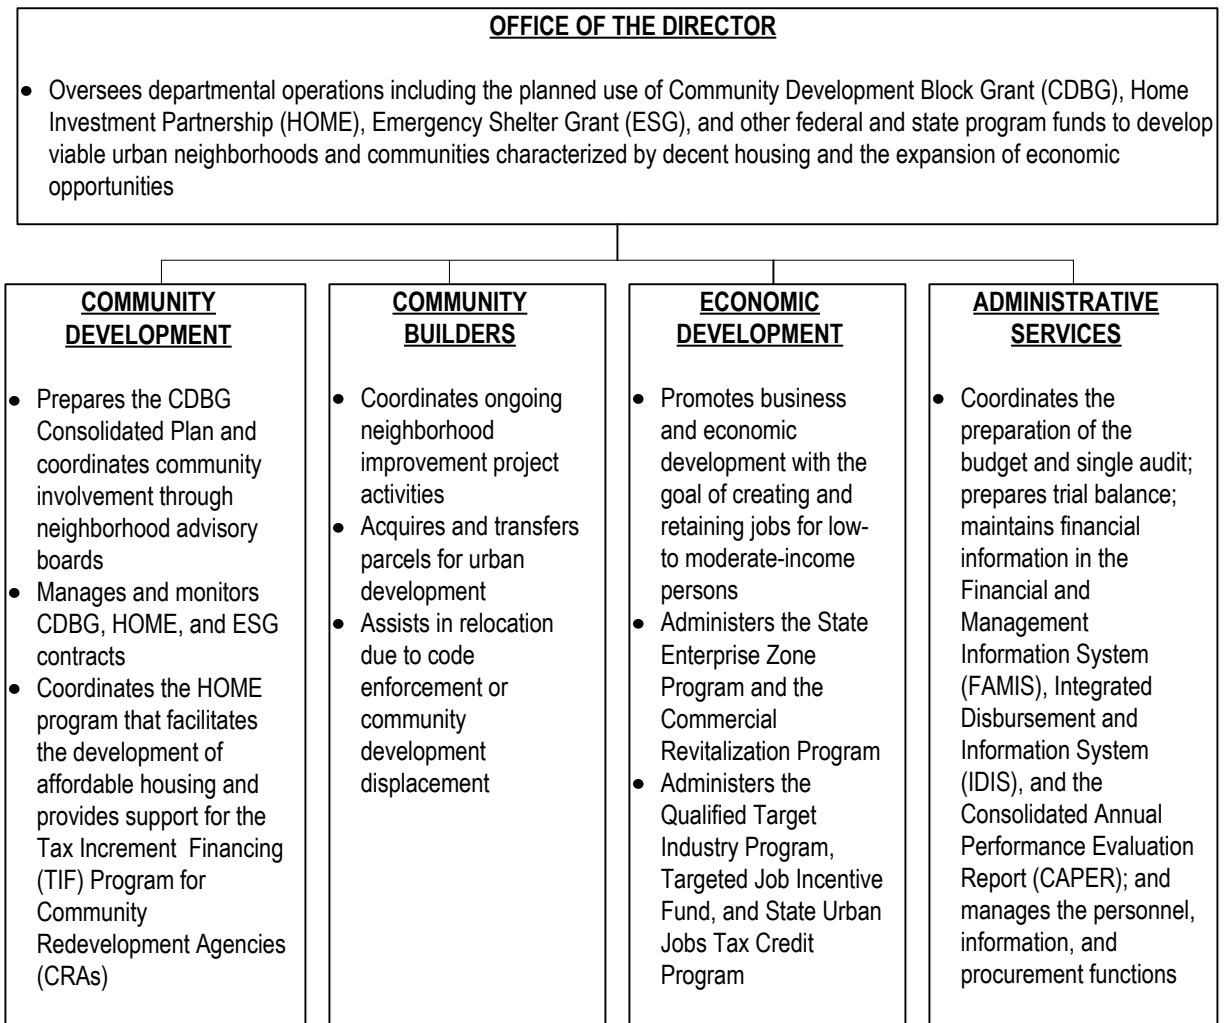 OFFICE OF THE DIRECTOR
• Oversees departmental operations including the planned use of Community Development Block Grant (CDBG), Home
Investment Partnership (HOME), Emergency Shelter Grant (ESG), and other federal and state program funds to develop
viable urban neighborhoods and communities characterized by decent housing and the expansion of economic
opportunities
COMMUNITY
DEVELOPMENT
• Prepares the CDBG
Consolidated Plan and
coordinates community
involvement through
neighborhood advisory
boards
• Manages and monitors
CDBG, HOME, and ESG
contracts
• Coordinates the HOME
program that facilitates
the development of
affordable housing and
provides support for the
Tax Increment Financing
(TIF) Program for
Community
Redevelopment Agencies
(CRAs)
COMMUNITY
BUILDERS
• Coordinates ongoing
neighborhood
improvement project
activities
• Acquires and transfers
parcels for urban
development
• Assists in relocation
due to code
enforcement or
community
development
displacement
ECONOMIC
DEVELOPMENT
• Promotes business
and economic
development with the
goal of creating and
retaining jobs for low-
to moderate-income
persons
• Administers the State
Enterprise Zone
Program and the
Commercial
Revitalization Program
• Administers the
Qualified Target
Industry Program,
Targeted Job Incentive
Fund, and State Urban
Jobs Tax Credit
Program
ADMINISTRATIVE
SERVICES
• Coordinates the
preparation of the
budget and single audit;
prepares trial balance;
maintains financial
information in the
Financial and
Management
Information System
(FAMIS), Integrated
Disbursement and
Information System
(IDIS), and the
Consolidated Annual
Performance Evaluation
Report (CAPER); and
manages the personnel,
information, and
procurement functions